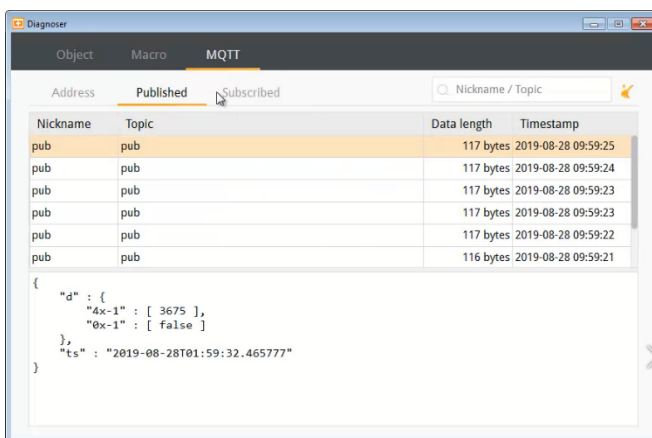 Diagnoser
Object Macro MQTT
Address Published Subscribed Nickname / Topic
Nickname Topic Data length Timestamp
pub pub 117 bytes 2019-08-28 09:59:25
pub pub 117 bytes 2019-08-28 09:59:24
pub pub 117 bytes 2019-08-28 09:59:23
pub pub 117 bytes 2019-08-28 09:59:23
pub pub 117 bytes 2019-08-28 09:59:22
pub pub 116 bytes 2019-08-28 09:59:21
{
"d" : {
"4x-1" : [ 3675 ],
"0x-1" : [ false ]
},
"ts" : "2019-08-28T01:59:32.465777"
}